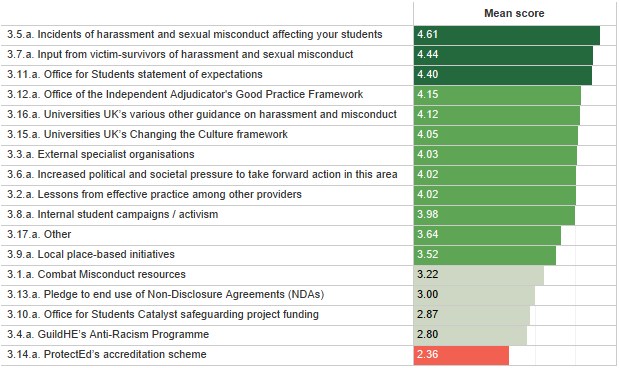 Mean score
3.5.a. Incidents of harassment and sexual misconduct affecting your students 4.61
3.7.a. Input from victim-survivors of harassment and sexual misconduct 4.44
3.11.a. Office for Students statement of expectations 4.40
3.12.a. Office of the Independent Adjudicator's Good Practice Framework 4.15
3.16.a. Universities UK's various other guidance on harassment and misconduct 4.12
3.15.a. Universities UK's Changing the Culture framework 4.05
3.3.a. External specialist organisations 4.03
3.6.a. Increased political and societal pressure to take forward action in this area 4.02
3.2.a. Lessons from effective practice among other providers 4.02
3.8.a. Internal student campaigns / activism 3.98
3.17.a. Other 3.64
3.9.a. Local place-based initiatives 3.52
3.1.a. Combat Misconduct resources 3.22
3.13.a. Pledge to end use of Non-Disclosure Agreements (NDAs) 3.00
3.10.a. Office for Students Catalyst safeguarding project funding 2.87
3.4.a. GuildHE's Anti-Racism Programme 2.80
3.14.a. ProtectEd's accreditation scheme 2.36